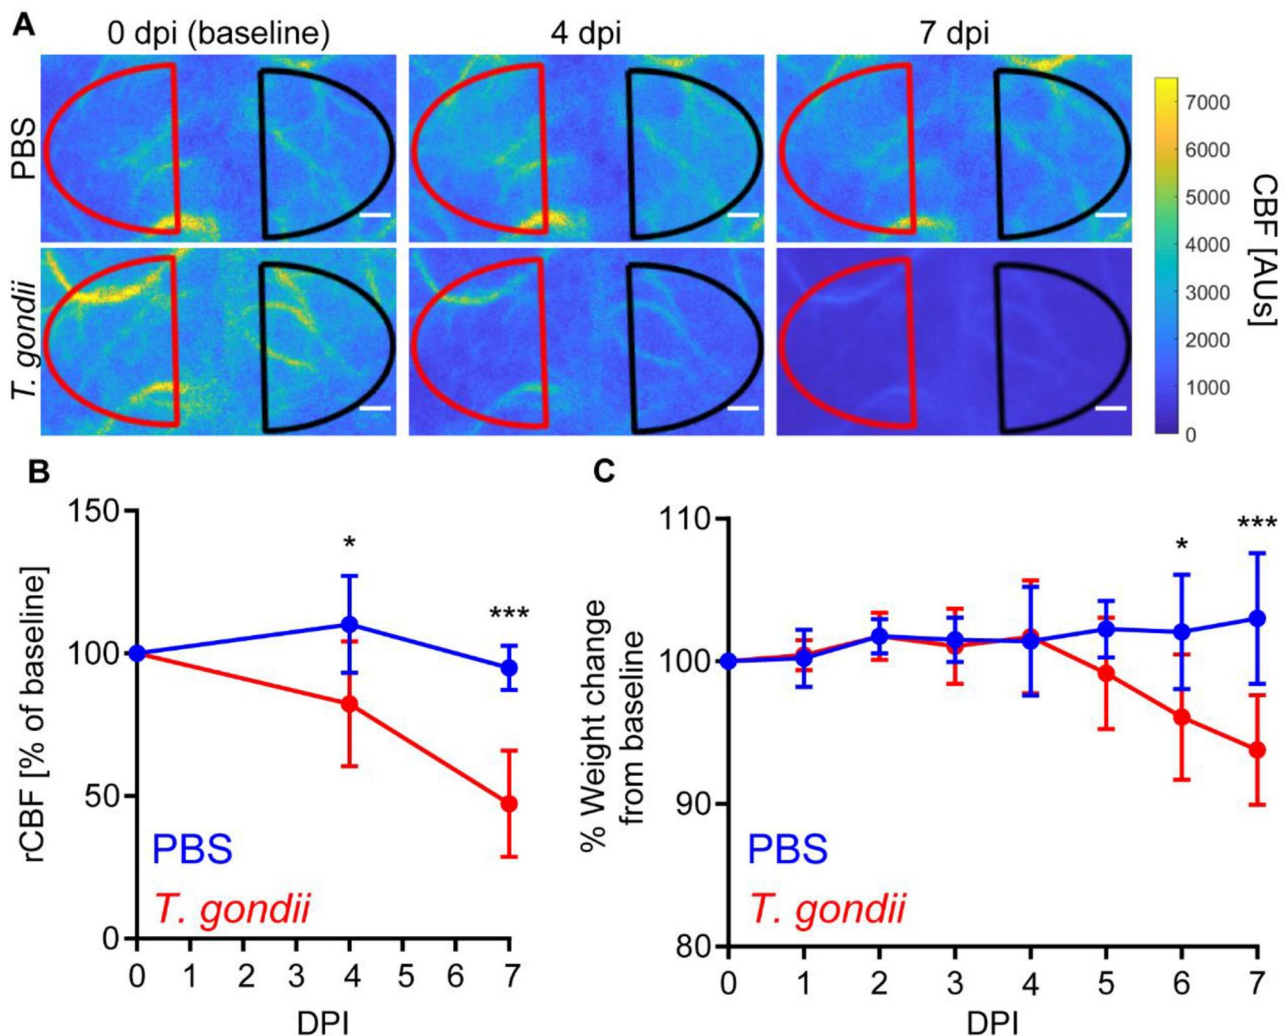 A
0 dpi (baseline)
4 dpi
7 dpi
PBS
T. gondii
7000
6000
5000
4000
3000
2000
1000
0
CBF [AUs]
B
150
100
50
0
rCBF [% of baseline]
*
***
PBS
T. gondii
0 1 2 3 4 5 6 7
DPI
C
110
100
90
80
% Weight change
from baseline
*
***
PBS
T. gondii
0 1 2 3 4 5 6 7
DPI